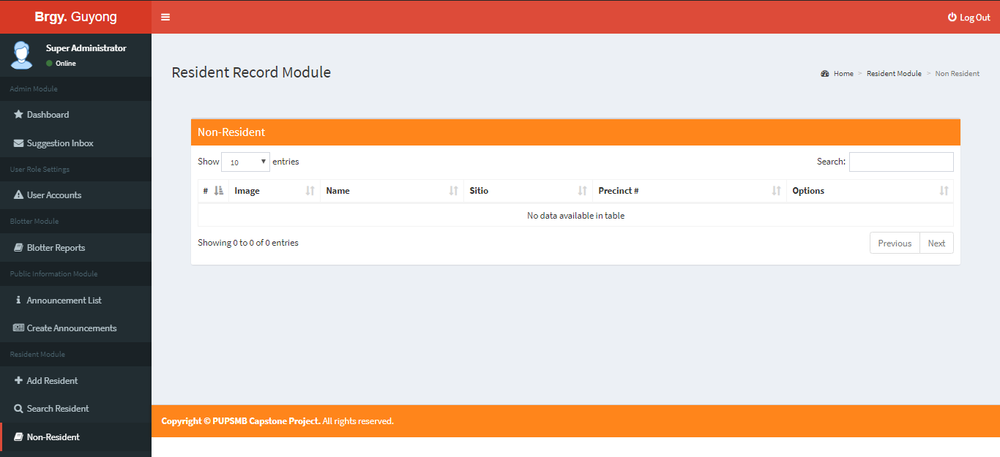 Brgy. Guyong
Log Out
Super Administrator
Online
Admin Module
Dashboard
Suggestion Inbox
User Role Settings
User Accounts
Blotter Module
Blotter Reports
Public Information Module
Announcement List
Create Announcements
Resident Module
Add Resident
Search Resident
Non-Resident
Resident Record Module
Home > Resident Module > Non Resident
Non-Resident
Show 10 entries
Search:
# Image Name Sitio Precinct # Options
No data available in table
Showing 0 to 0 of 0 entries
Previous Next
Copyright © PUPSMB Capstone Project. All rights reserved.